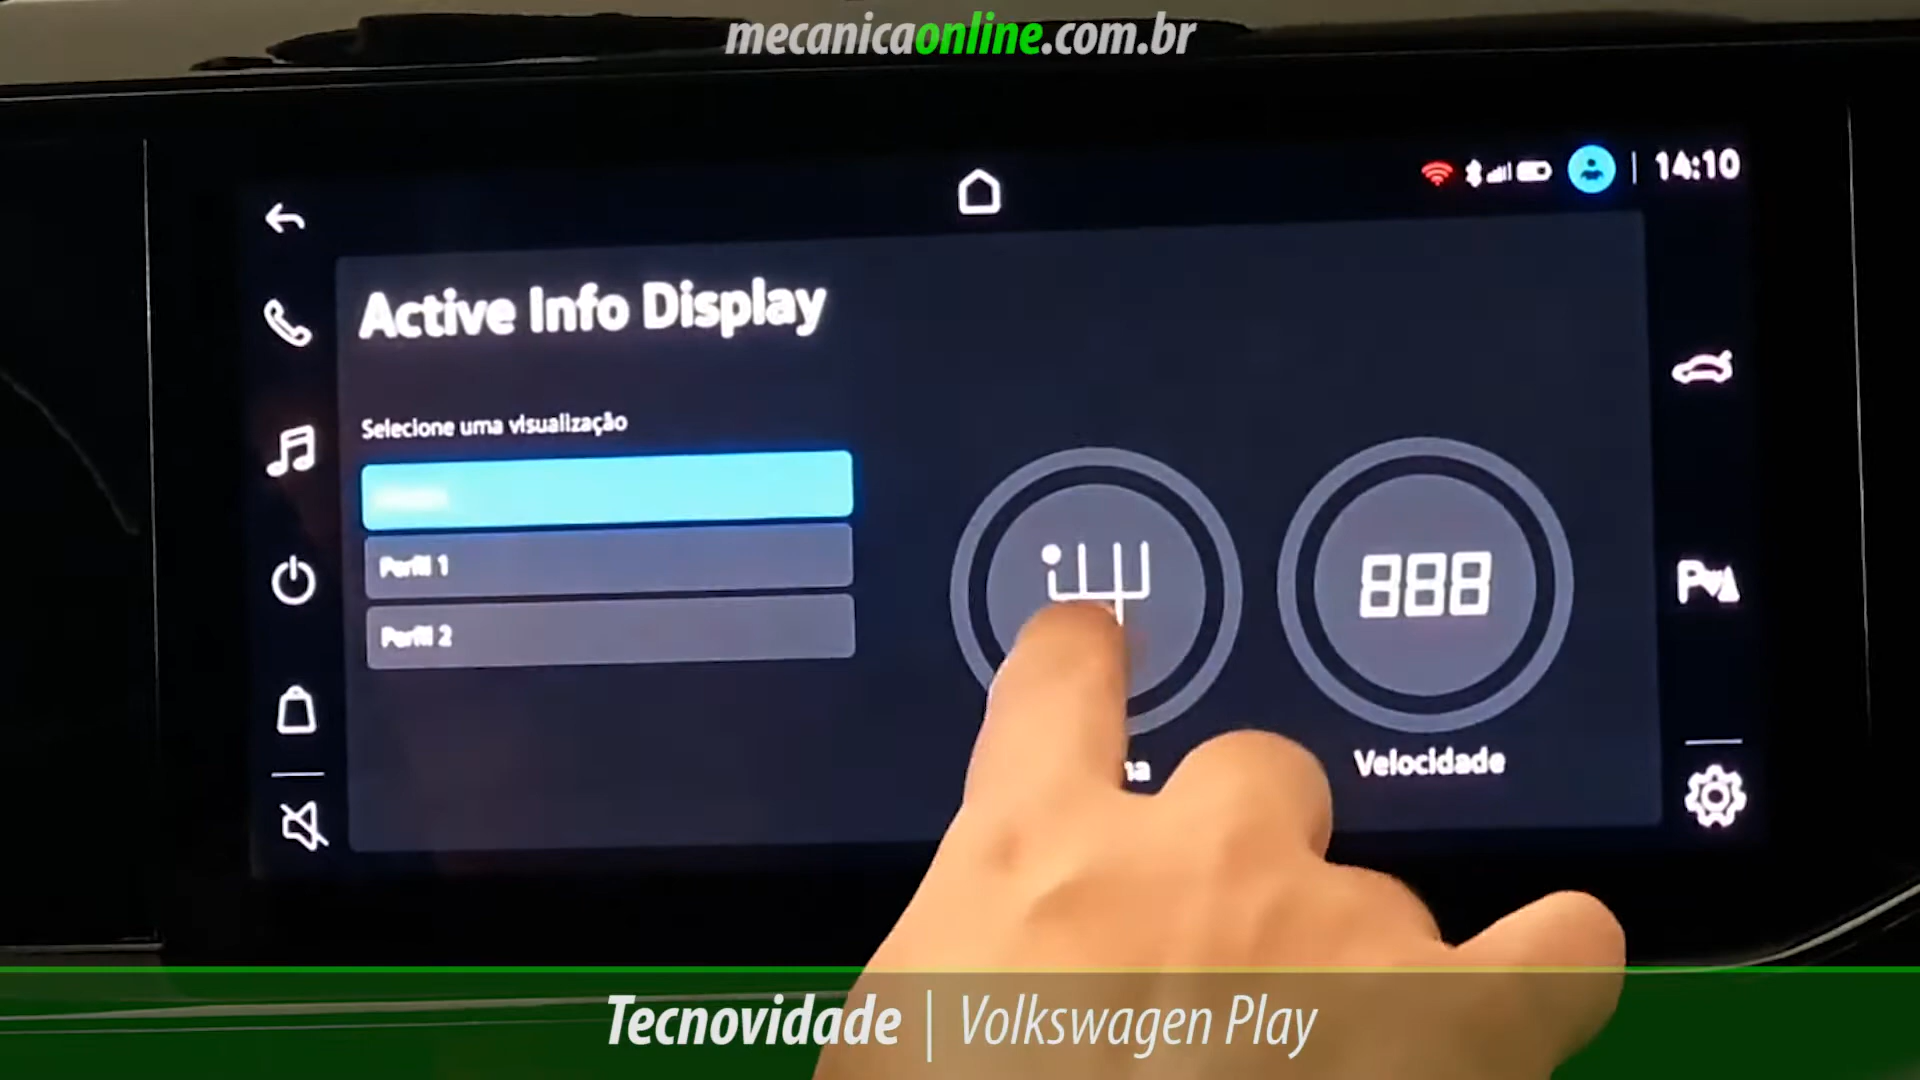 mecanicaonline.com.br
14:10
Active Info Display
Selecione uma visualização
Perfil 1
Perfil 2
888
Velocidade
Tecnovidade | Volkswagen Play